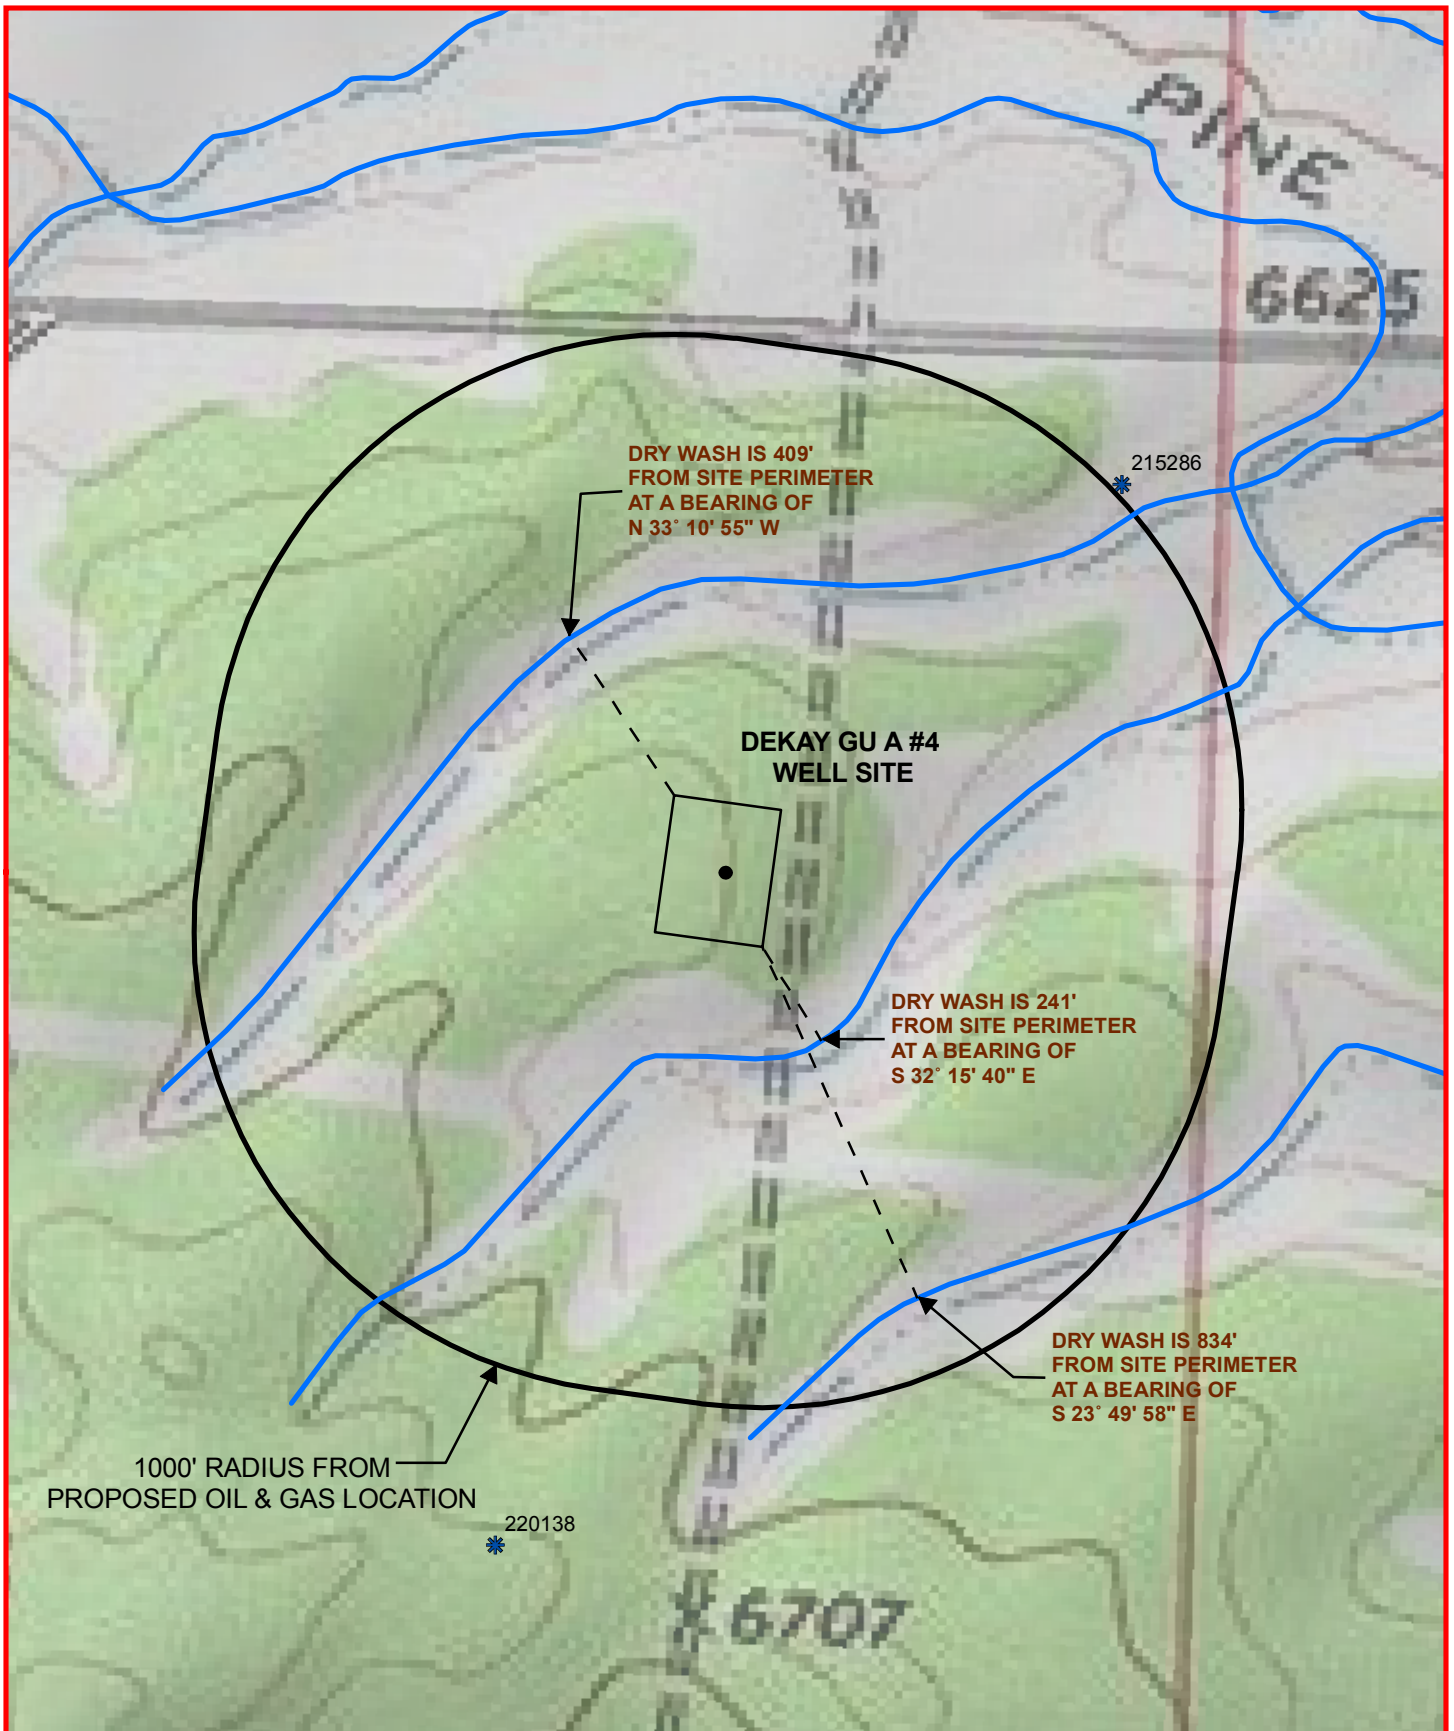 PINE
6625
DRY WASH IS 409'
FROM SITE PERIMETER
AT A BEARING OF
N 33° 10' 55" W
215286
DEKAY GU A #4
WELL SITE
DRY WASH IS 241'
FROM SITE PERIMETER
AT A BEARING OF
S 32° 15' 40" E
DRY WASH IS 834'
FROM SITE PERIMETER
AT A BEARING OF
S 23° 49' 58" E
1000' RADIUS FROM
PROPOSED OIL & GAS LOCATION
220138
6707